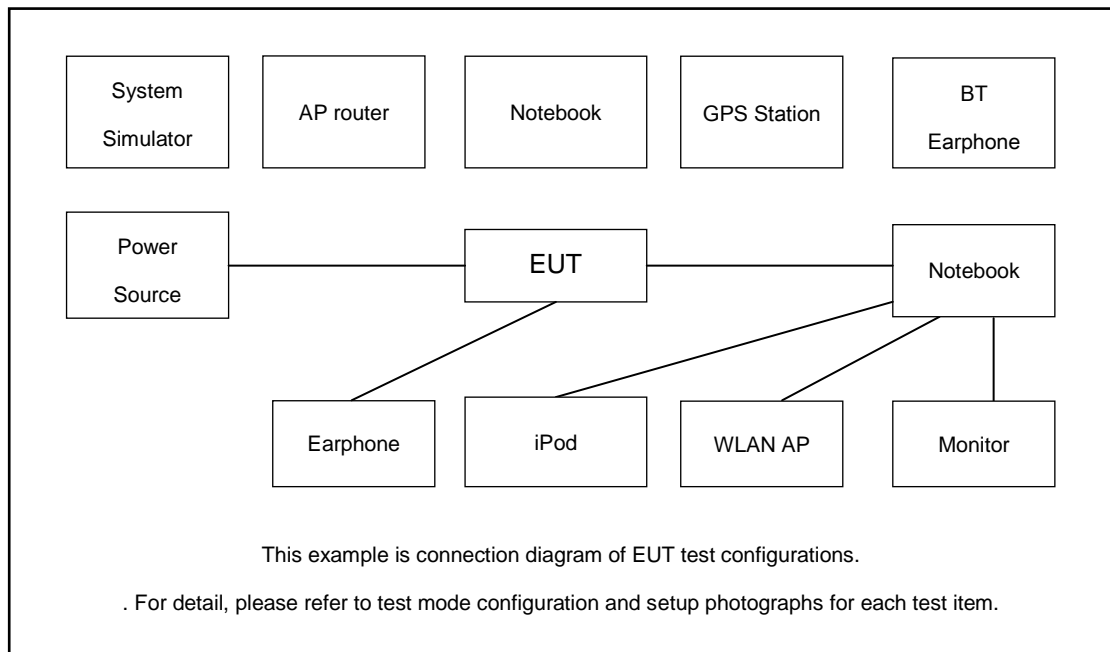 System
Simulator
AP router
Notebook
GPS Station
BT
Earphone
Power
Source
EUT
Notebook
Earphone
iPod
WLAN AP
Monitor
This example is connection diagram of EUT test configurations.
. For detail, please refer to test mode configuration and setup photographs for each test item.